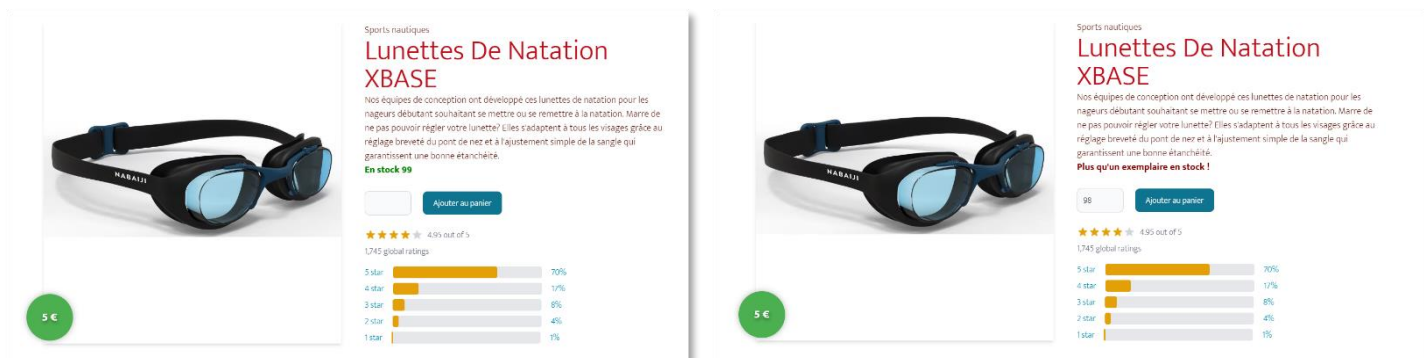 Sports nautiques
Lunettes De Natation
XBASE
Nos équipes de conception ont développé ces lunettes de natation pour les
nageurs débutant souhaitant se mettre ou se remettre à la natation. Marre de
ne pas pouvoir régler votre lunette? Elles s'adaptent à tous les visages grâce au
réglage breveté du pont de nez et à l'ajustement simple de la sangle qui
garantissent une bonne étanchéité.
En stock 99
Ajouter au panier
4.95 out of 5
1,745 global ratings
5 star 70%
4 star 17%
3 star 8%
2 star 4%
1 star 1%
NABAIJI
5 €
Sports nautiques
Lunettes De Natation
XBASE
Nos équipes de conception ont développé ces lunettes de natation pour les
nageurs débutant souhaitant se mettre ou se remettre à la natation. Marre de
ne pas pouvoir régler votre lunette? Elles s'adaptent à tous les visages grâce au
réglage breveté du pont de nez et à l'ajustement simple de la sangle qui
garantissent une bonne étanchéité.
Plus qu'un exemplaire en stock !
98 Ajouter au panier
4.95 out of 5
1,745 global ratings
5 star 70%
4 star 17%
3 star 8%
2 star 4%
1 star 1%
NABAIJI
5 €